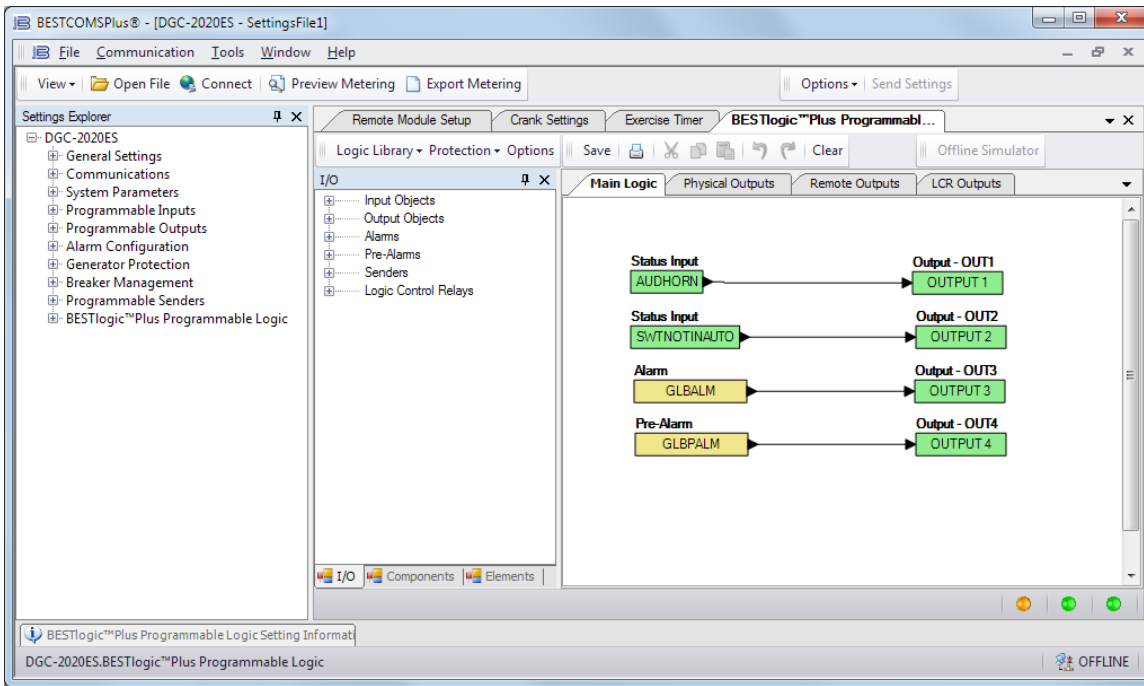 BESTCOMSPlus® - [DGC-2020ES - SettingsFile1]
File Communication Tools Window Help
View Open File Connect Preview Metering Export Metering Options Send Settings
Settings Explorer
DGC-2020ES
General Settings
Communications
System Parameters
Programmable Inputs
Programmable Outputs
Alarm Configuration
Generator Protection
Breaker Management
Programmable Senders
BESTlogic™Plus Programmable Logic
Remote Module Setup Crank Settings Exercise Timer BESTlogic™Plus Programmabl...
Logic Library Protection Options Save Clear Offline Simulator
I/O
Input Objects
Output Objects
Alarms
Pre-Alarms
Senders
Logic Control Relays
I/O Components Elements
Main Logic Physical Outputs Remote Outputs LCR Outputs
Status Input Output - OUT1
AUDHORN OUTPUT 1
Status Input Output - OUT2
SWTNOTINAUTO OUTPUT 2
Alarm Output - OUT3
GLBALM OUTPUT 3
Pre-Alarm Output - OUT4
GLBPALM OUTPUT 4
BESTlogic™Plus Programmable Logic Setting Informati
DGC-2020ES.BESTlogic™Plus Programmable Logic OFFLINE